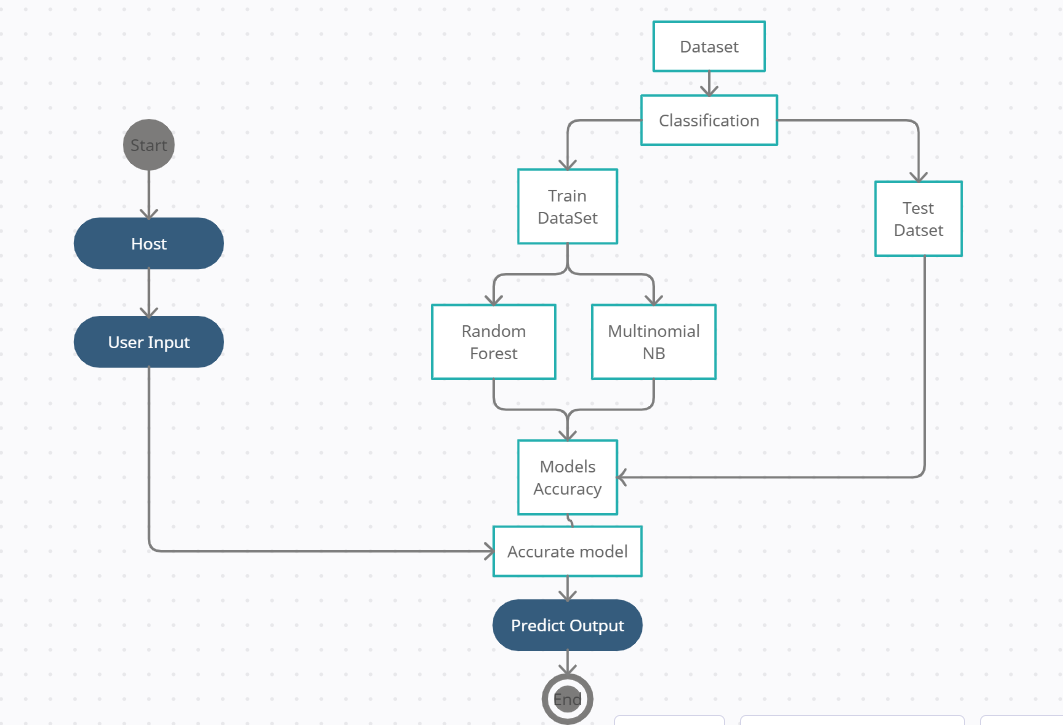 Dataset
Classification
Start
Train
DataSet
Test
Datset
Host
User Input
Random
Forest
Multinomial
NB
Models
Accuracy
Accurate model
Predict Output
End